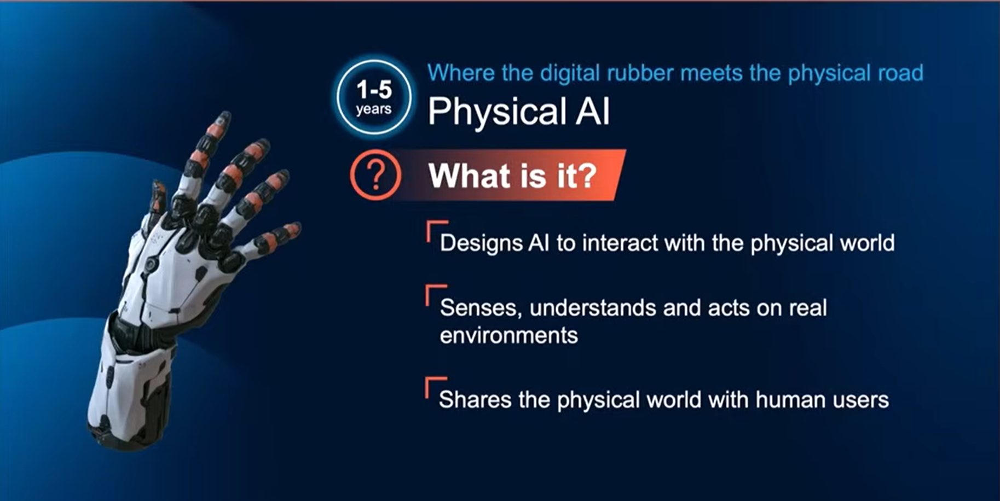 1-5
years
Where the digital rubber meets the physical road
Physical AI
?
What is it?
Designs AI to interact with the physical world
Senses, understands and acts on real
environments
Shares the physical world with human users